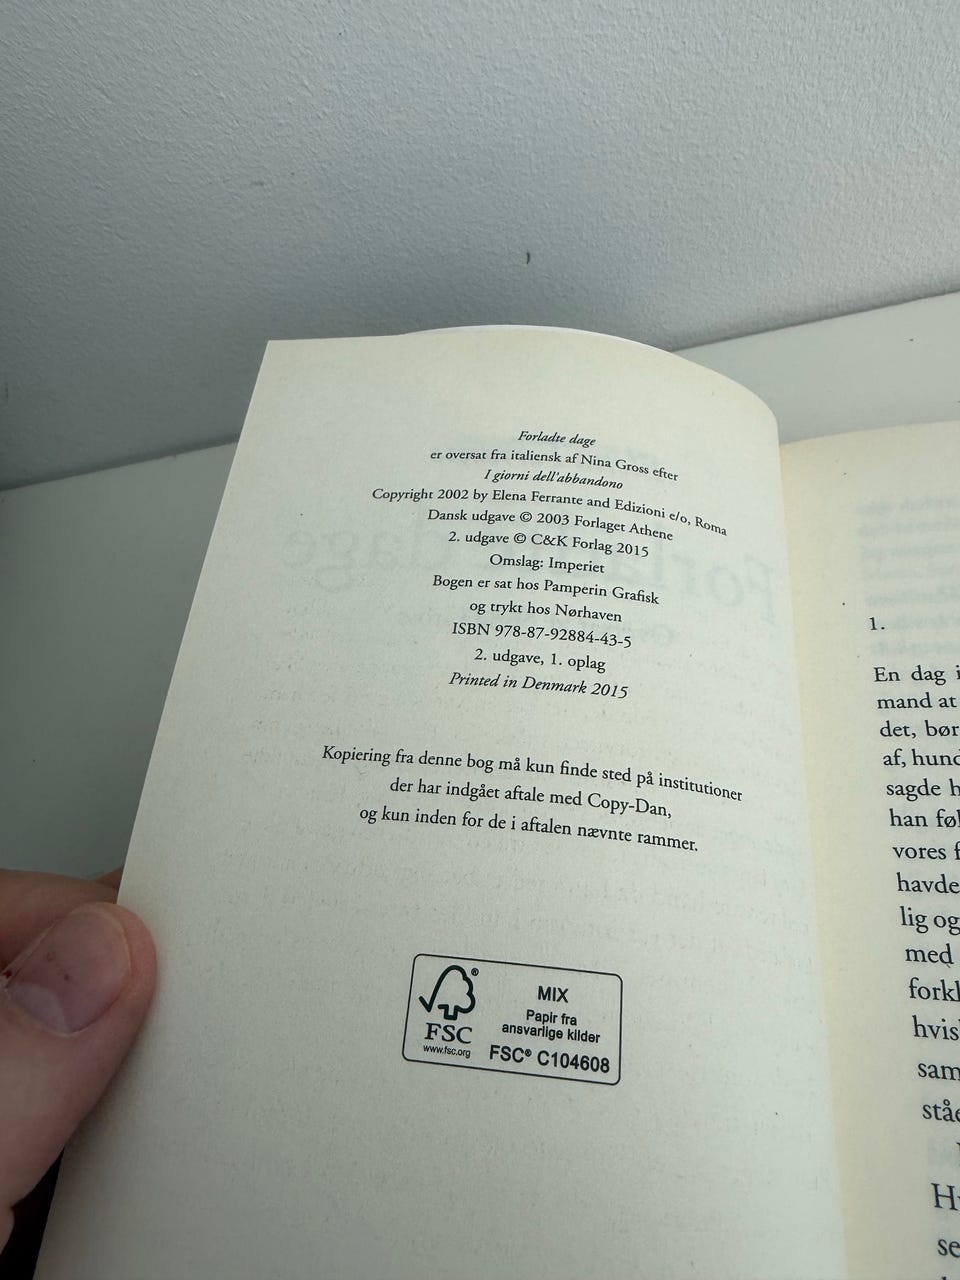 Forladte dage
er oversat fra italiensk af Nina Gross efter
I giorni dell'abbandono
Copyright 2002 by Elena Ferrante and Edizioni e/o, Roma
Dansk udgave © 2003 Forlaget Athene
2. udgave © C&K Forlag 2015
Omslag: Imperiet
Bogen er sat hos Pamperin Grafisk
og trykt hos Nørhaven
ISBN 978-87-92884-43-5
2. udgave, 1. oplag
Printed in Denmark 2015
Kopiering fra denne bog må kun finde sted på institutioner
der har indgået aftale med Copy-Dan,
og kun inden for de i aftalen nævnte rammer.
FSC®
www.fsc.org
MIX
Papir fra
ansvarlige kilder
FSC® C104608
1.
En dag
mand at
det, bør
af, hund
sagde
han
vores
havde
lig og
med
hvis
sam